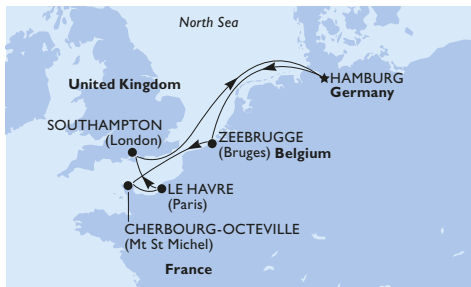 North Sea
HAMBURG
Germany
United Kingdom
SOUTHAMPTON
(London)
ZEEBRUGGE
(Bruges) Belgium
LE HAVRE
(Paris)
CHERBOURG-OCTEVILLE
(Mt St Michel)
France